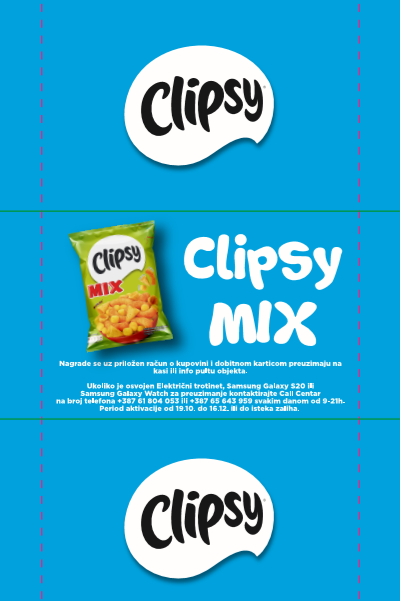 Clipsy
Clipsy
MIX
Clipsy
MIX
Nagrade se uz priložen račun o kupovini i dobitnom karticom preuzimaju na
kasi ili info pultu objekta.
Ukoliko je osvojen Električni trotinet, Samsung Galaxy S20 ili
Samsung Galaxy Watch za preuzimanje kontaktirajte Call Centar
na broj telefona +387 61 804 053 ili +387 65 643 959 svakim danom od 9-21h.
Period aktivacije od 19.10. do 16.12. ili do isteka zaliha.
Clipsy